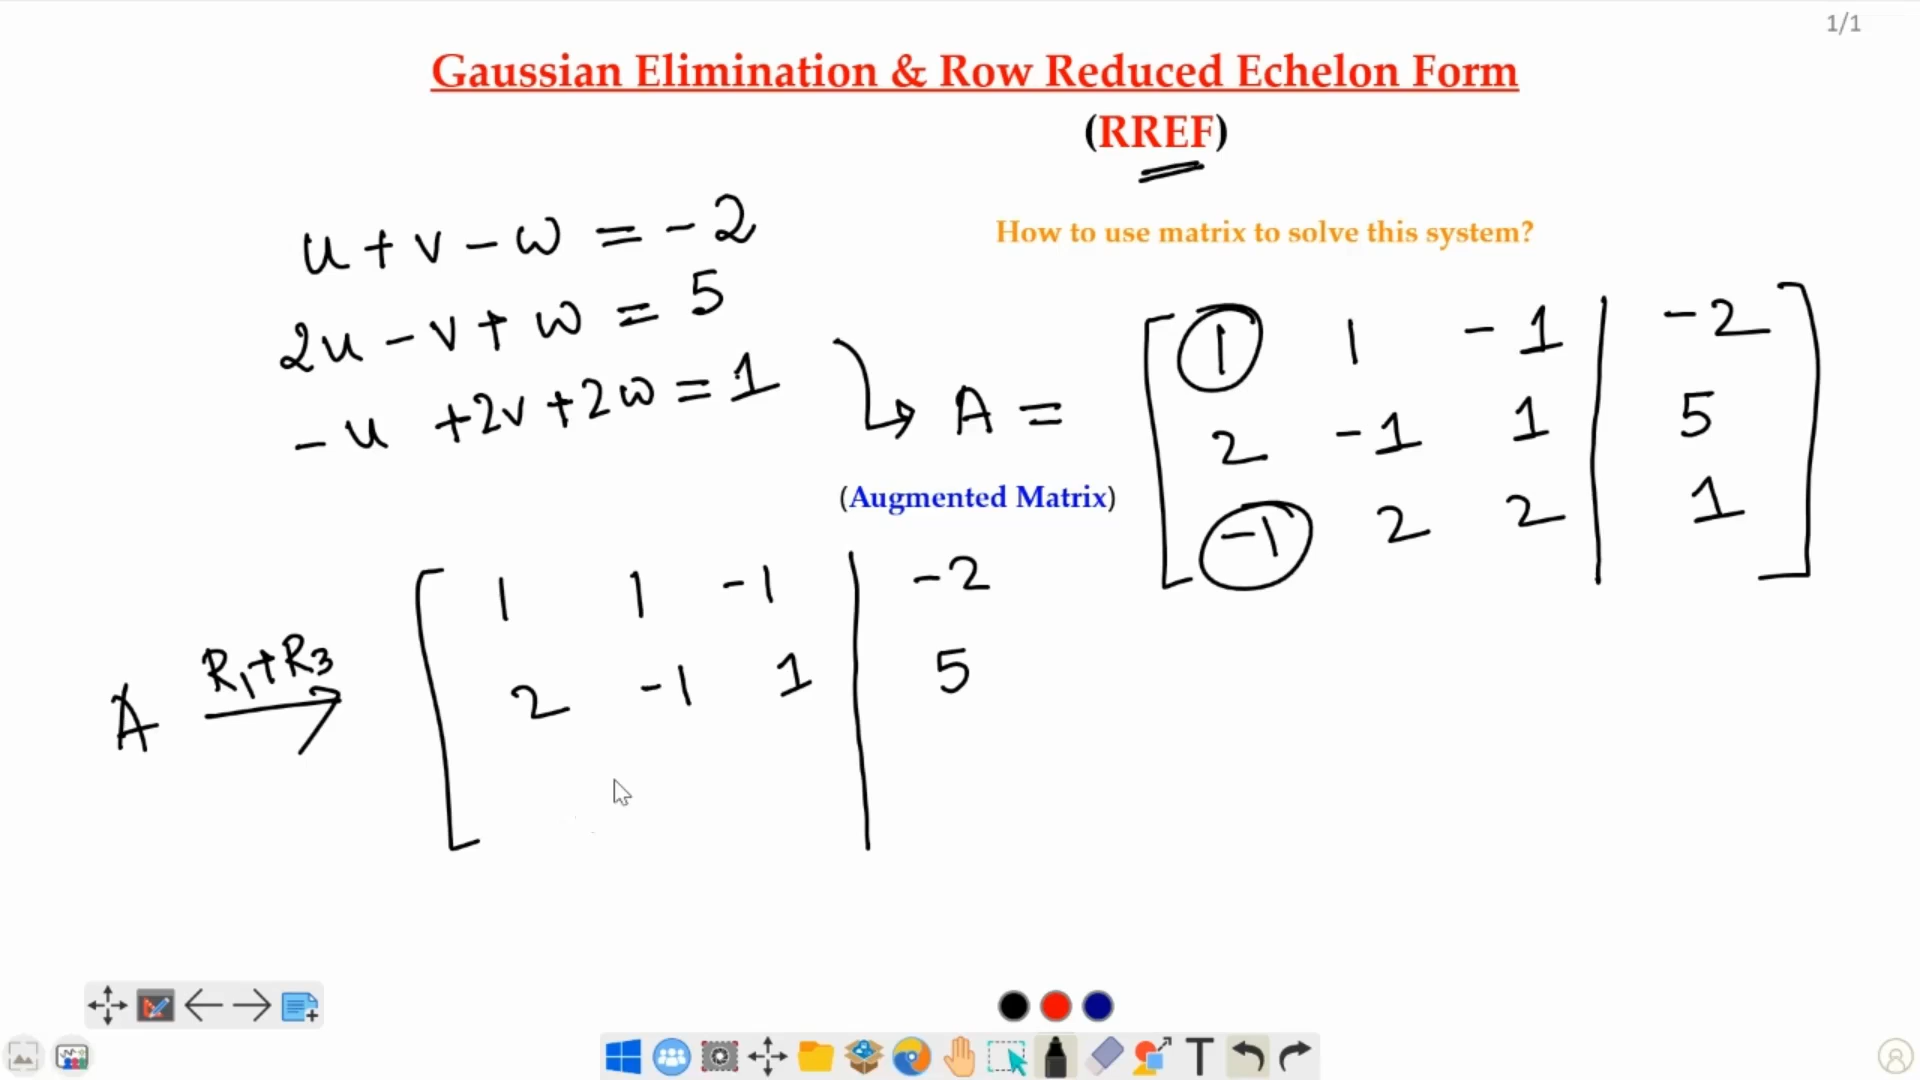 1/1
Gaussian Elimination & Row Reduced Echelon Form
(RREF)
How to use matrix to solve this system?
u + v - w = -2
2u - v + w = 5
-u + 2v + 2w = 1
A =
1 1 -1 | -2
2 -1 1 | 5
-1 2 2 | 1
(Augmented Matrix)
A R₁+R₃
1 1 -1 | -2
2 -1 1 | 5
T